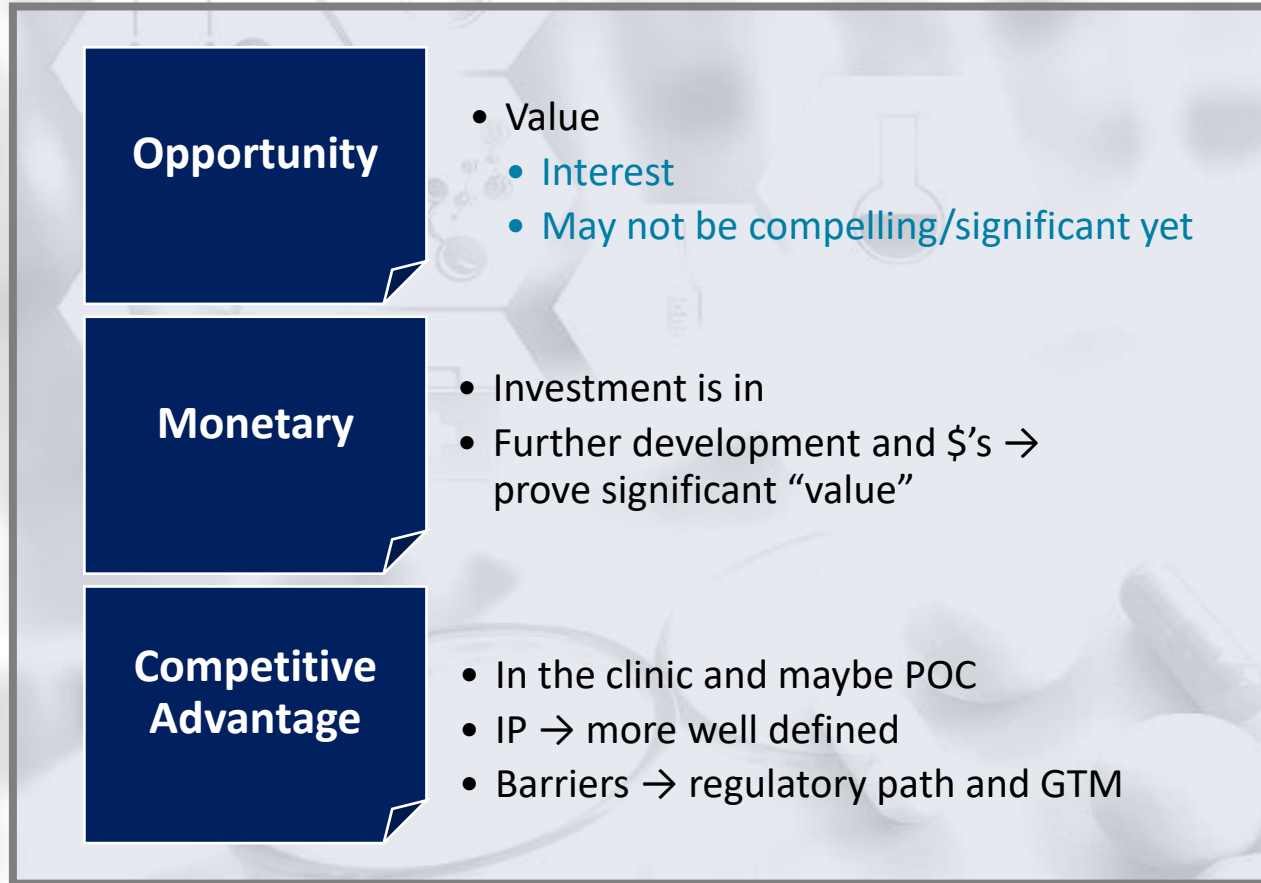 Opportunity
• Value
• Interest
• May not be compelling/significant yet
Monetary
• Investment is in
• Further development and $'s →
prove significant “value”
Competitive
Advantage
• In the clinic and maybe POC
• IP → more well defined
• Barriers → regulatory path and GTM